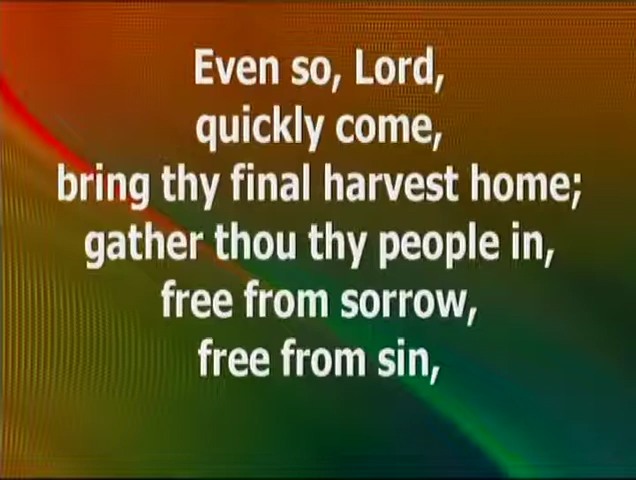 Even so, Lord,
quickly come,
bring thy final harvest home;
gather thou thy people in,
free from sorrow,
free from sin,